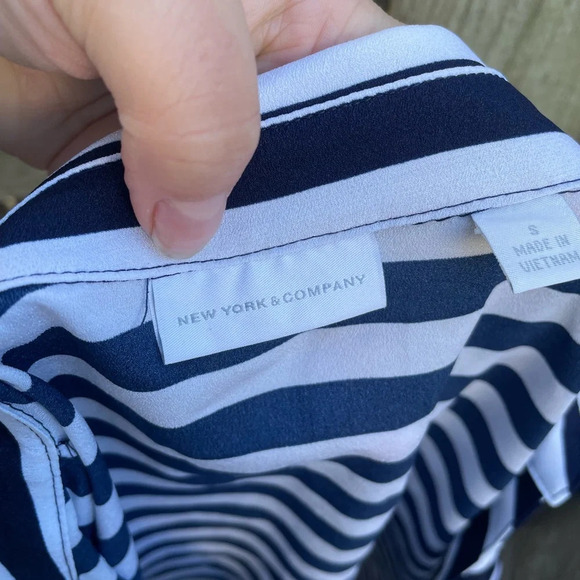 NEW YORK & COMPANY
S
MADE IN
VIETNAM